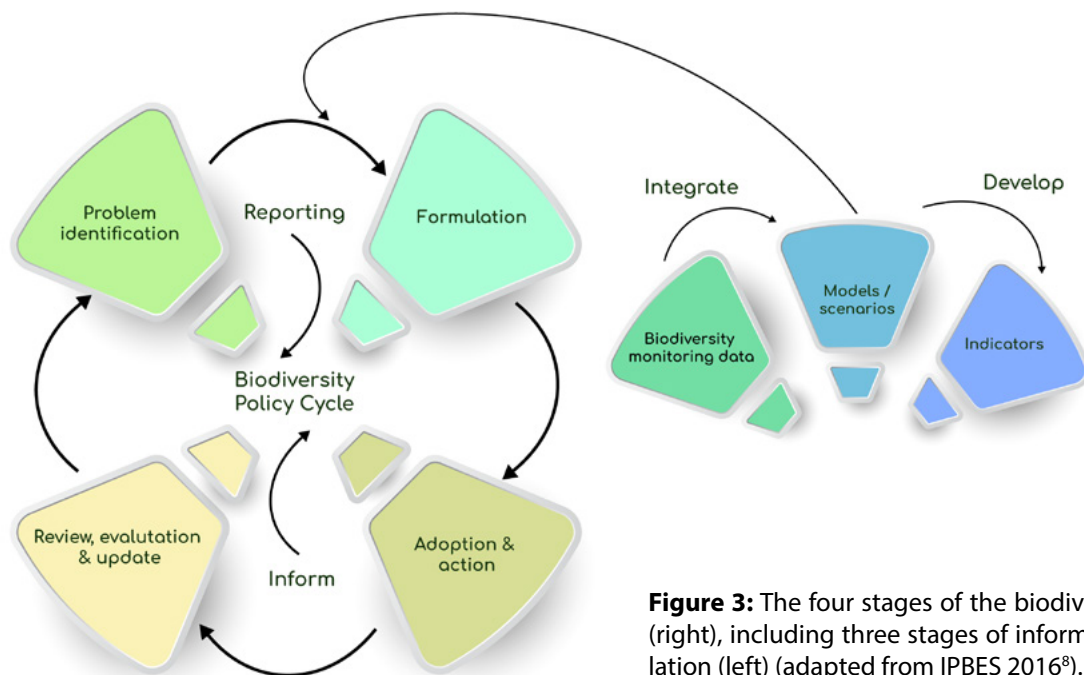 Problem
identification
Reporting
Formulation
Biodiversity
Policy Cycle
Review, evalutation
& update
Inform
Adoption &
action
Integrate
Develop
Biodiversity
monitoring data
Models /
scenarios
Indicators
Figure 3: The four stages of the biodiv
(right), including three stages of inform
lation (left) (adapted from IPBES 2016⁸).